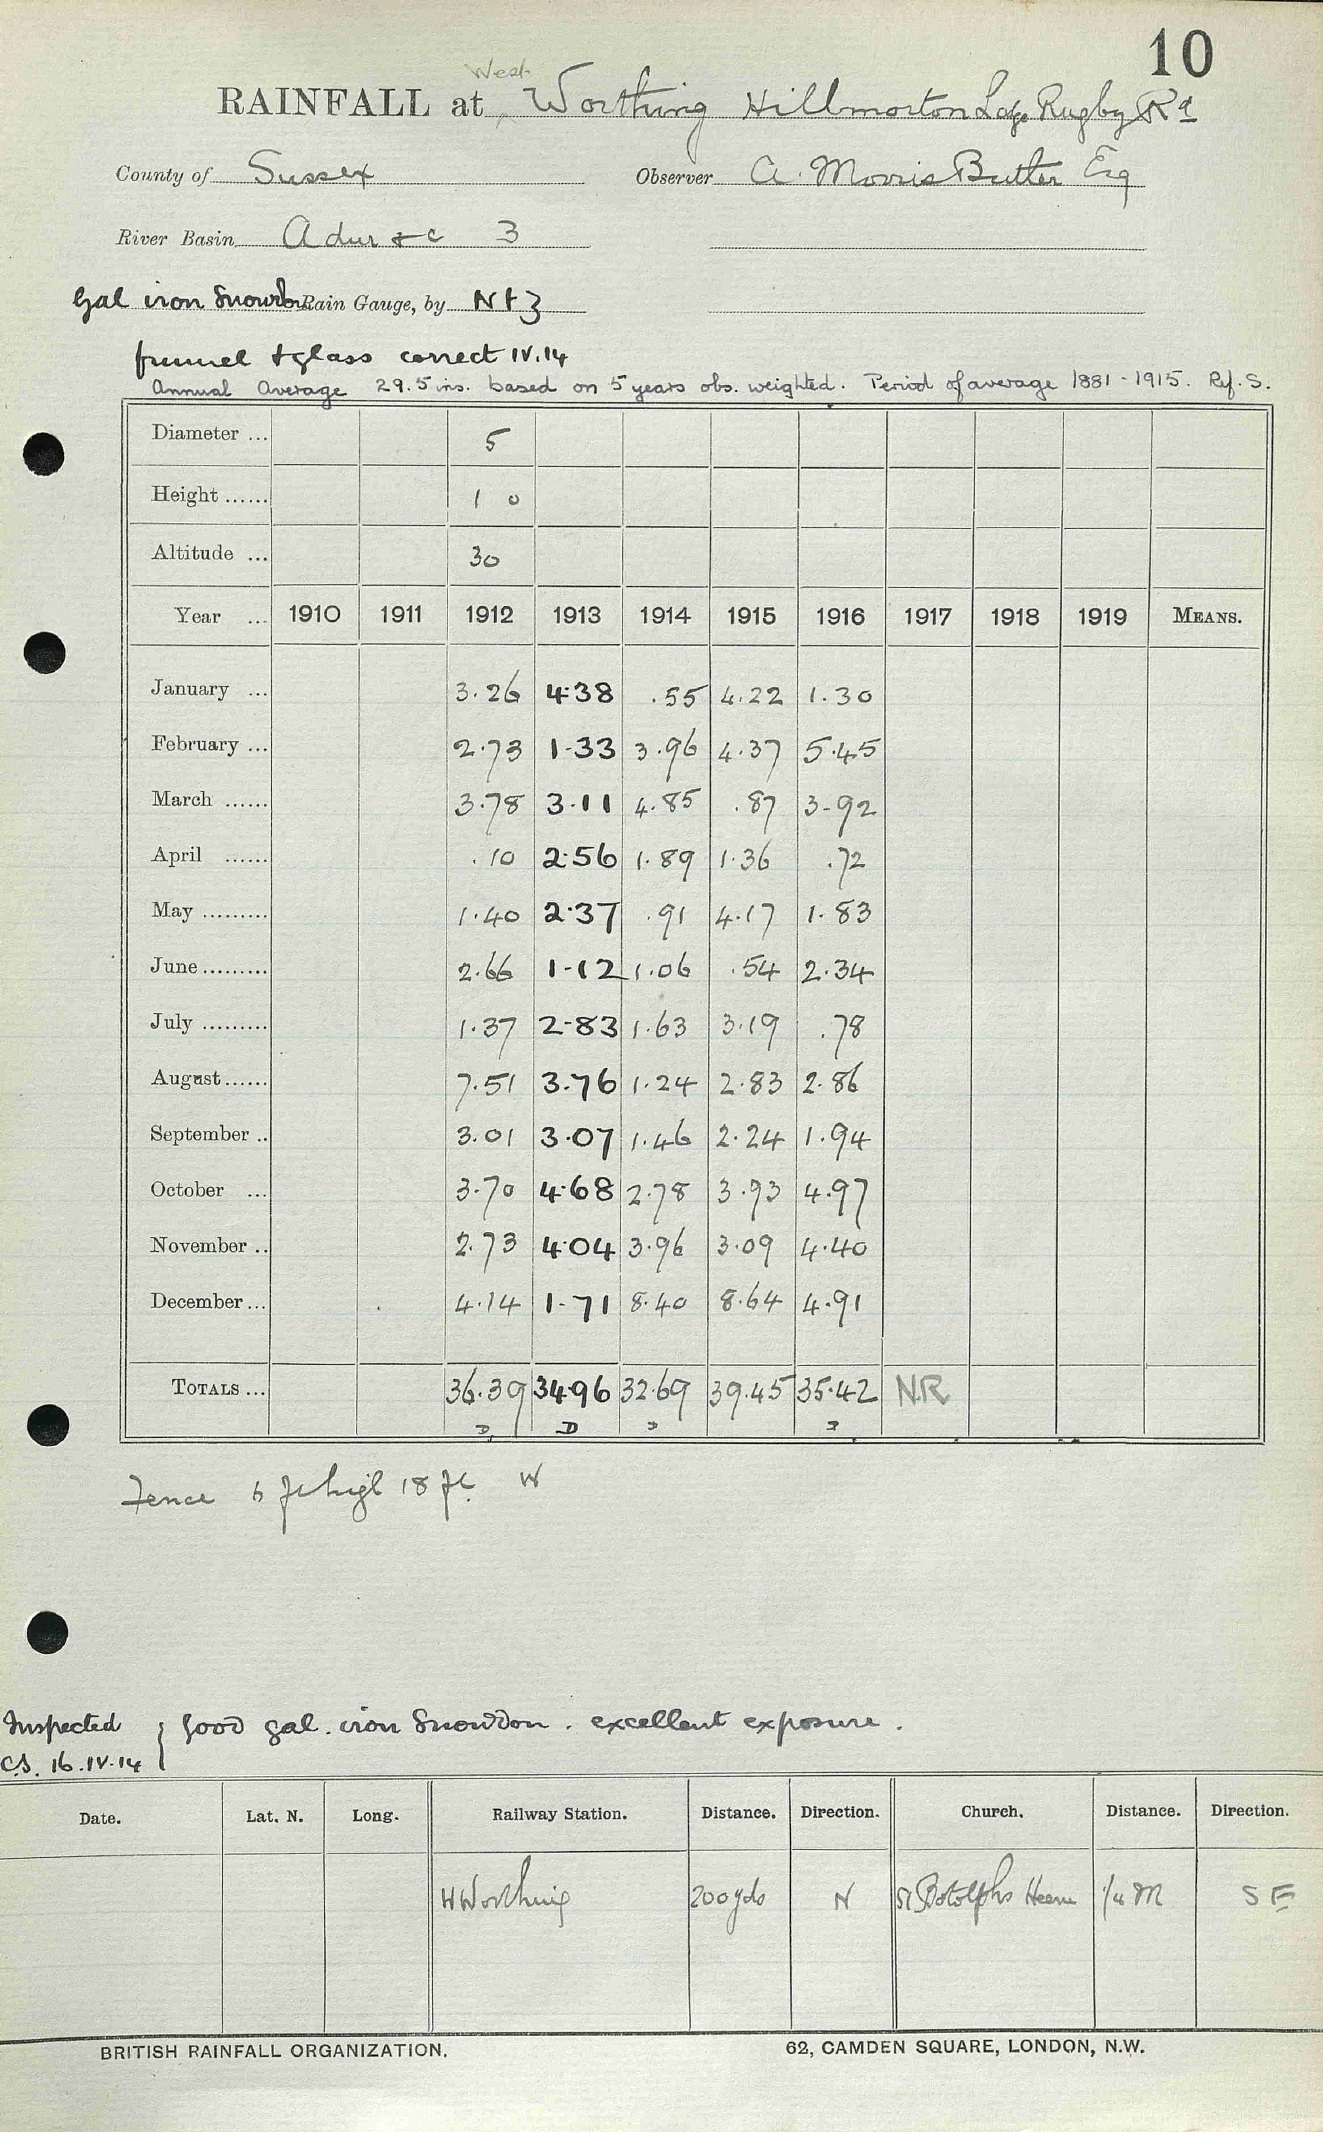 10
West
RAINFALL at Worthing Hillmorton Lodge Rugby Rd
County of Sussex Observer A. Morris Butler Esq
River Basin Adur &c 3
Gal iron Snowdon Rain Gauge, by N & Z
funnel & glass correct IV.14
Annual Average 29.5 ins. based on 5 years obs. weighted. Period of average 1881-1915. Ref. S.
Diameter ... 5
Height ...... 1 0
Altitude ... 30
Year ... 1910 1911 1912 1913 1914 1915 1916 1917 1918 1919 MEANS.
January ... 3.26 4.38 .55 4.22 1.30
February ... 2.73 1.33 3.96 4.37 5.45
March ...... 3.78 3.11 4.85 .87 3.92
April ...... .10 2.56 1.89 1.36 .72
May ......... 1.40 2.37 .91 4.17 1.83
June ......... 2.66 1.12 1.06 .54 2.34
July ......... 1.37 2.83 1.63 3.19 .78
August ...... 7.51 3.76 1.24 2.83 2.86
September .. 3.01 3.07 1.46 2.24 1.94
October ... 3.70 4.68 2.78 3.93 4.97
November .. 2.73 4.04 3.96 3.09 4.40
December ... 4.14 1.71 8.40 8.64 4.91
TOTALS ... 36.39 34.96 32.69 39.45 35.42 NR
Fence 6 ft high 18 ft. W
Inspected } Good gal. iron Snowdon. excellent exposure.
C.S. 16.IV.14
Date. Lat. N. Long. Railway Station. Distance. Direction. Church. Distance. Direction.
W Worthing 200 yds N St Botolphs Heene 1/4 M S E
BRITISH RAINFALL ORGANIZATION. 62, CAMDEN SQUARE, LONDON, N.W.